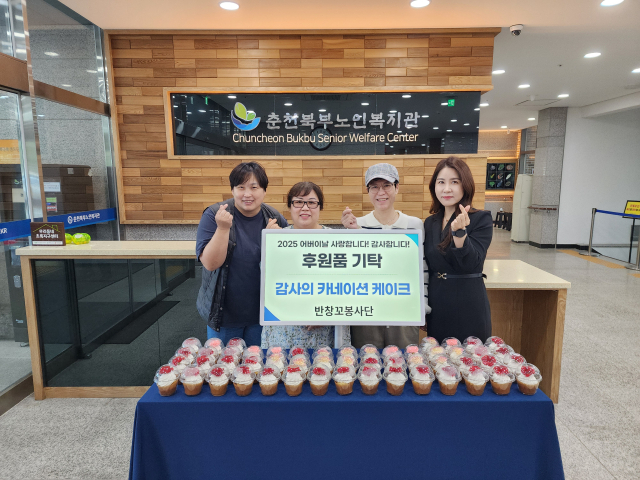 춘천북부노인복지관
Chuncheon Bukbu Senior Welfare Center
2025 어버이날 사랑합니다! 감사합니다!
후원품 기탁
감사의 카네이션 케이크
반창꼬봉사단